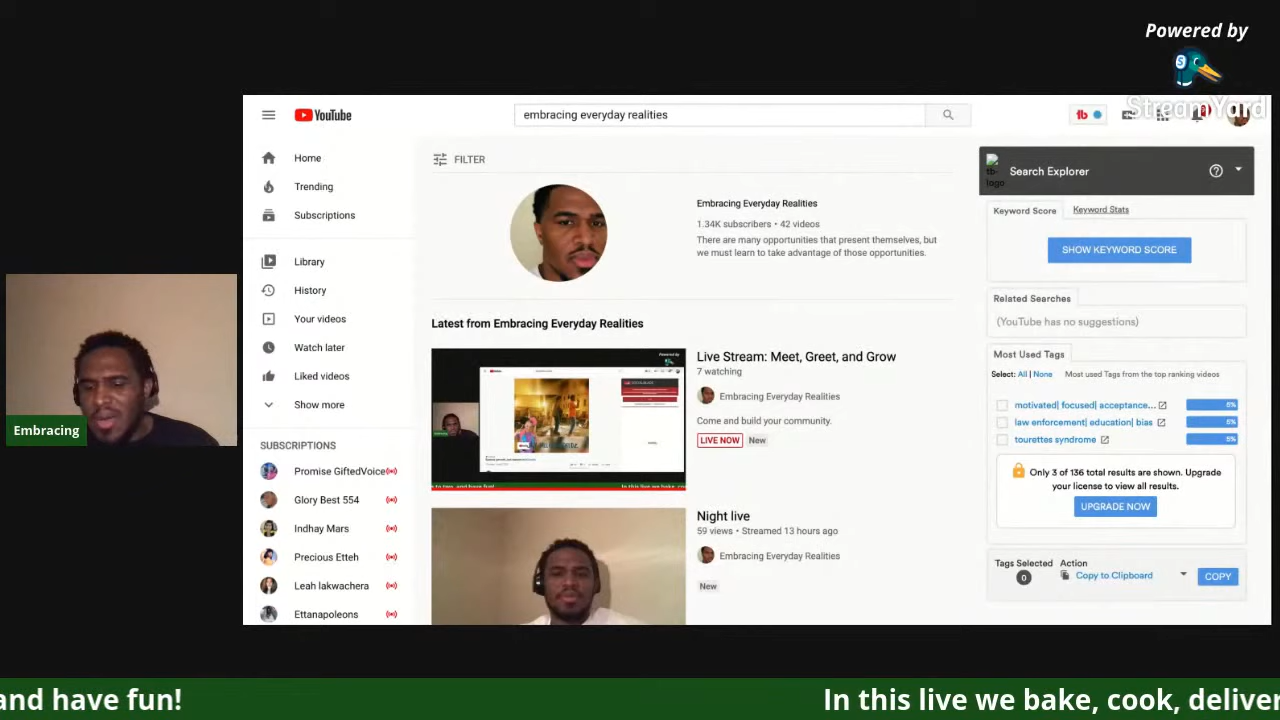 Powered by
StreamYard
YouTube
embracing everyday realities
tb
Home
Trending
Subscriptions
Library
History
Your videos
Watch later
Liked videos
Show more
SUBSCRIPTIONS
Promise GiftedVoice
Glory Best 554
Indhay Mars
Precious Etteh
Leah lakwachera
Ettanapoleons
FILTER
Embracing Everyday Realities
1.34K subscribers • 42 videos
There are many opportunities that present themselves, but
we must learn to take advantage of those opportunities.
Latest from Embracing Everyday Realities
Live Stream: Meet, Greet, and Grow
7 watching
Embracing Everyday Realities
Come and build your community.
LIVE NOW New
Night live
59 views • Streamed 13 hours ago
Embracing Everyday Realities
New
tb-logo
Search Explorer
Keyword Score Keyword Stats
SHOW KEYWORD SCORE
Related Searches
(YouTube has no suggestions)
Most Used Tags
Select: All | None Most used Tags from the top ranking videos
motivated| focused| acceptance... 5%
law enforcement| education| bias 5%
tourettes syndrome 5%
Only 3 of 136 total results are shown. Upgrade
your license to view all results.
UPGRADE NOW
Tags Selected Action
0 Copy to Clipboard COPY
Embracing
and have fun! In this live we bake, cook, deliver